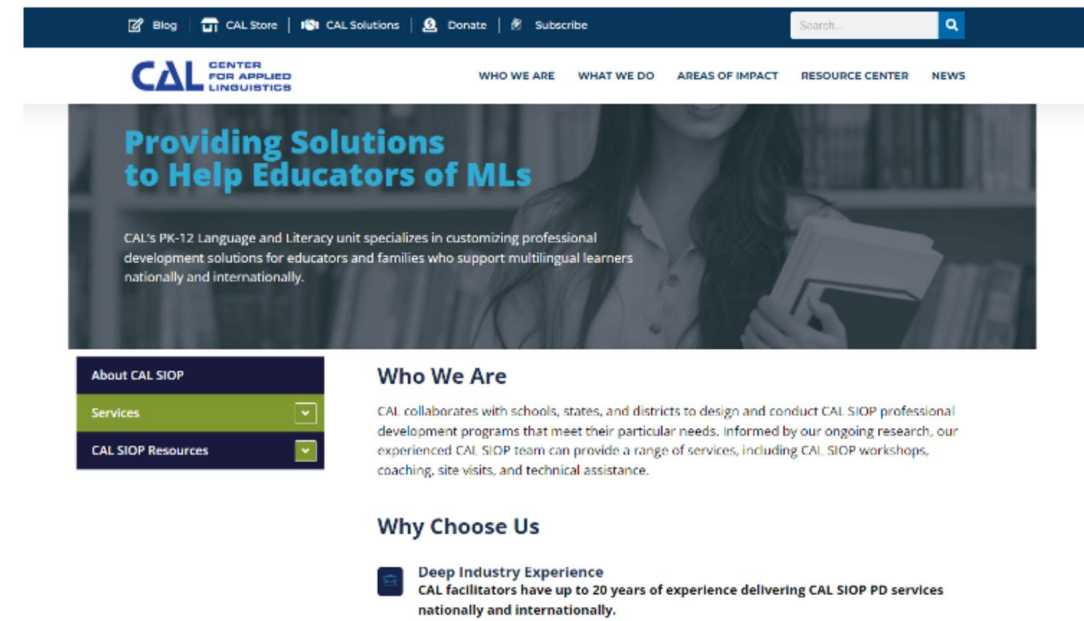 Blog CAL Store CAL Solutions Donate Subscribe Search...
CAL CENTER
FOR APPLIED
LINGUISTICS
WHO WE ARE WHAT WE DO AREAS OF IMPACT RESOURCE CENTER NEWS
Providing Solutions
to Help Educators of MLs
CAL's PK-12 Language and Literacy unit specializes in customizing professional
development solutions for educators and families who support multilingual learners
nationally and internationally.
About CAL SIOP
Services
CAL SIOP Resources
Who We Are
CAL collaborates with schools, states, and districts to design and conduct CAL SIOP professional
development programs that meet their particular needs. Informed by our ongoing research, our
experienced CAL SIOP team can provide a range of services, including CAL SIOP workshops,
coaching, site visits, and technical assistance.
Why Choose Us
Deep Industry Experience
CAL facilitators have up to 20 years of experience delivering CAL SIOP PD services
nationally and internationally.